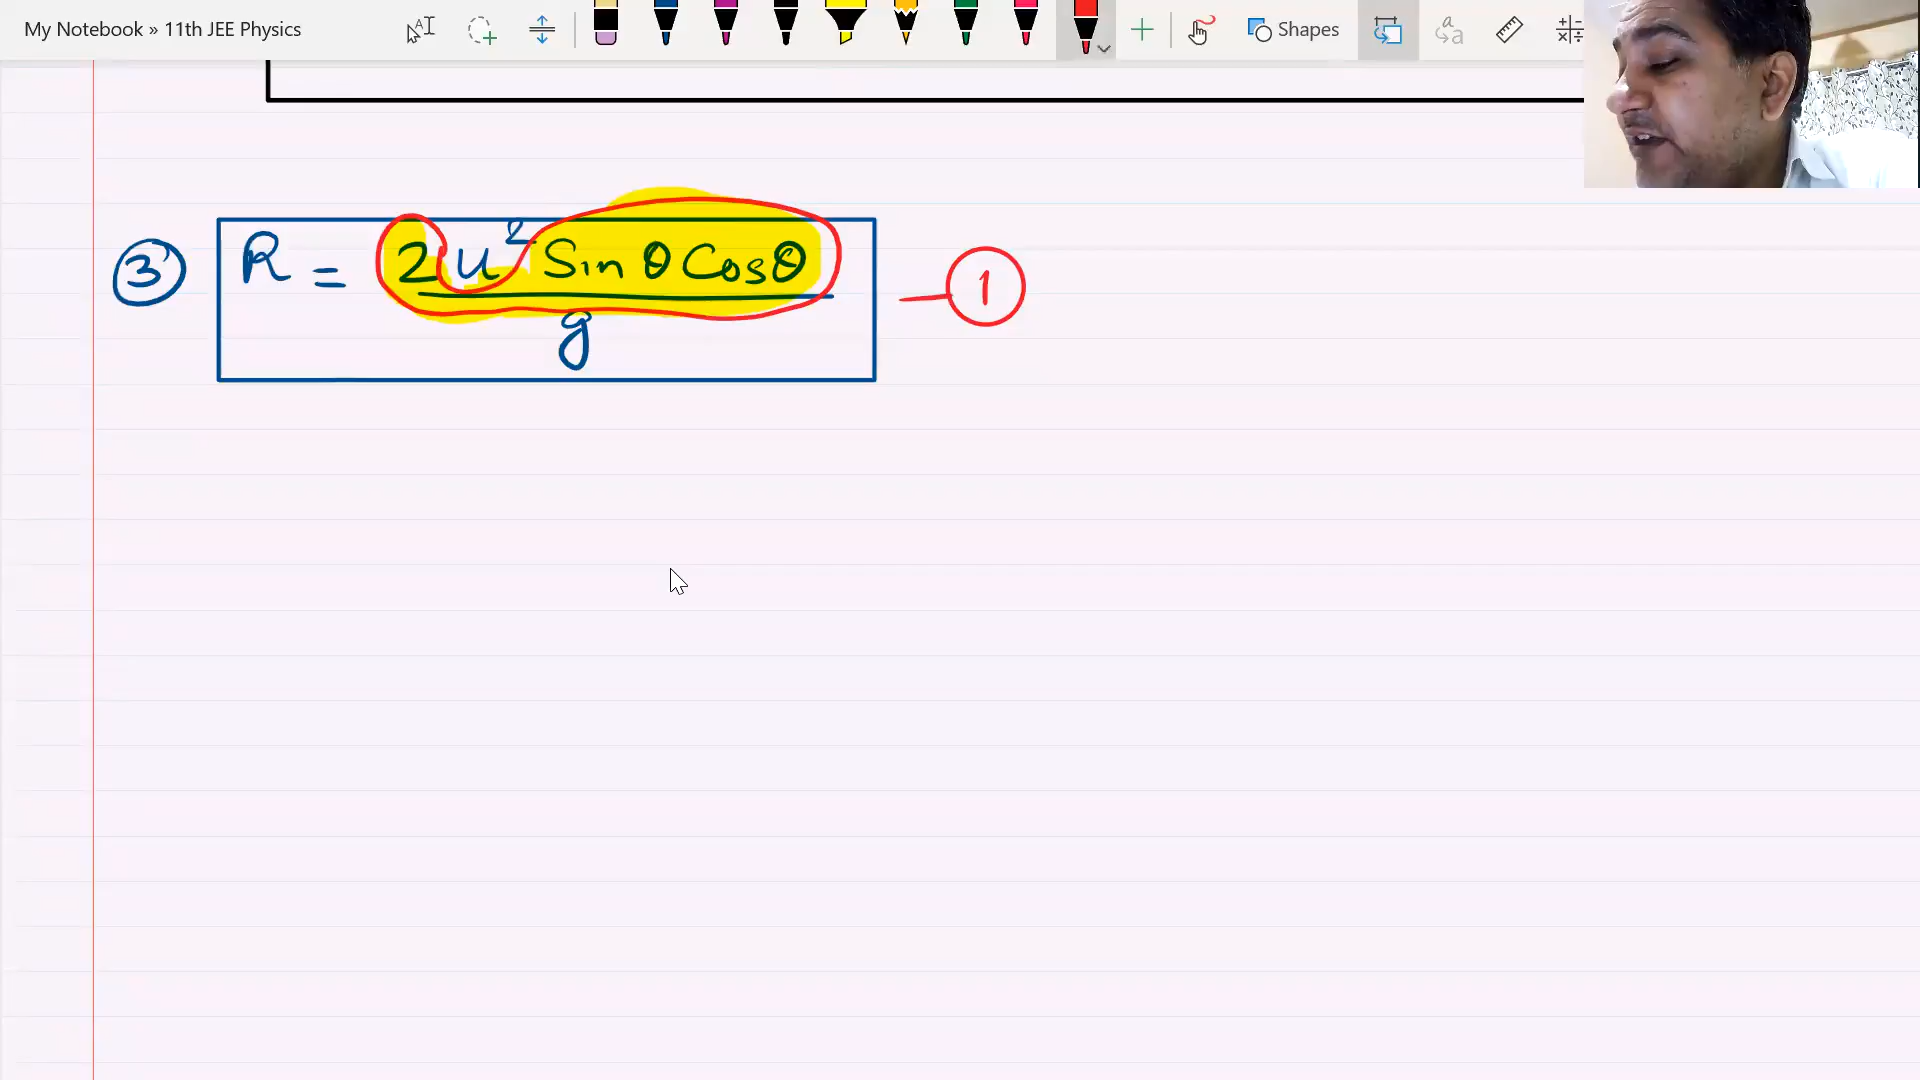 My Notebook » 11th JEE Physics
Shapes
③ R = 2u² Sin θ Cos θ / g — ①